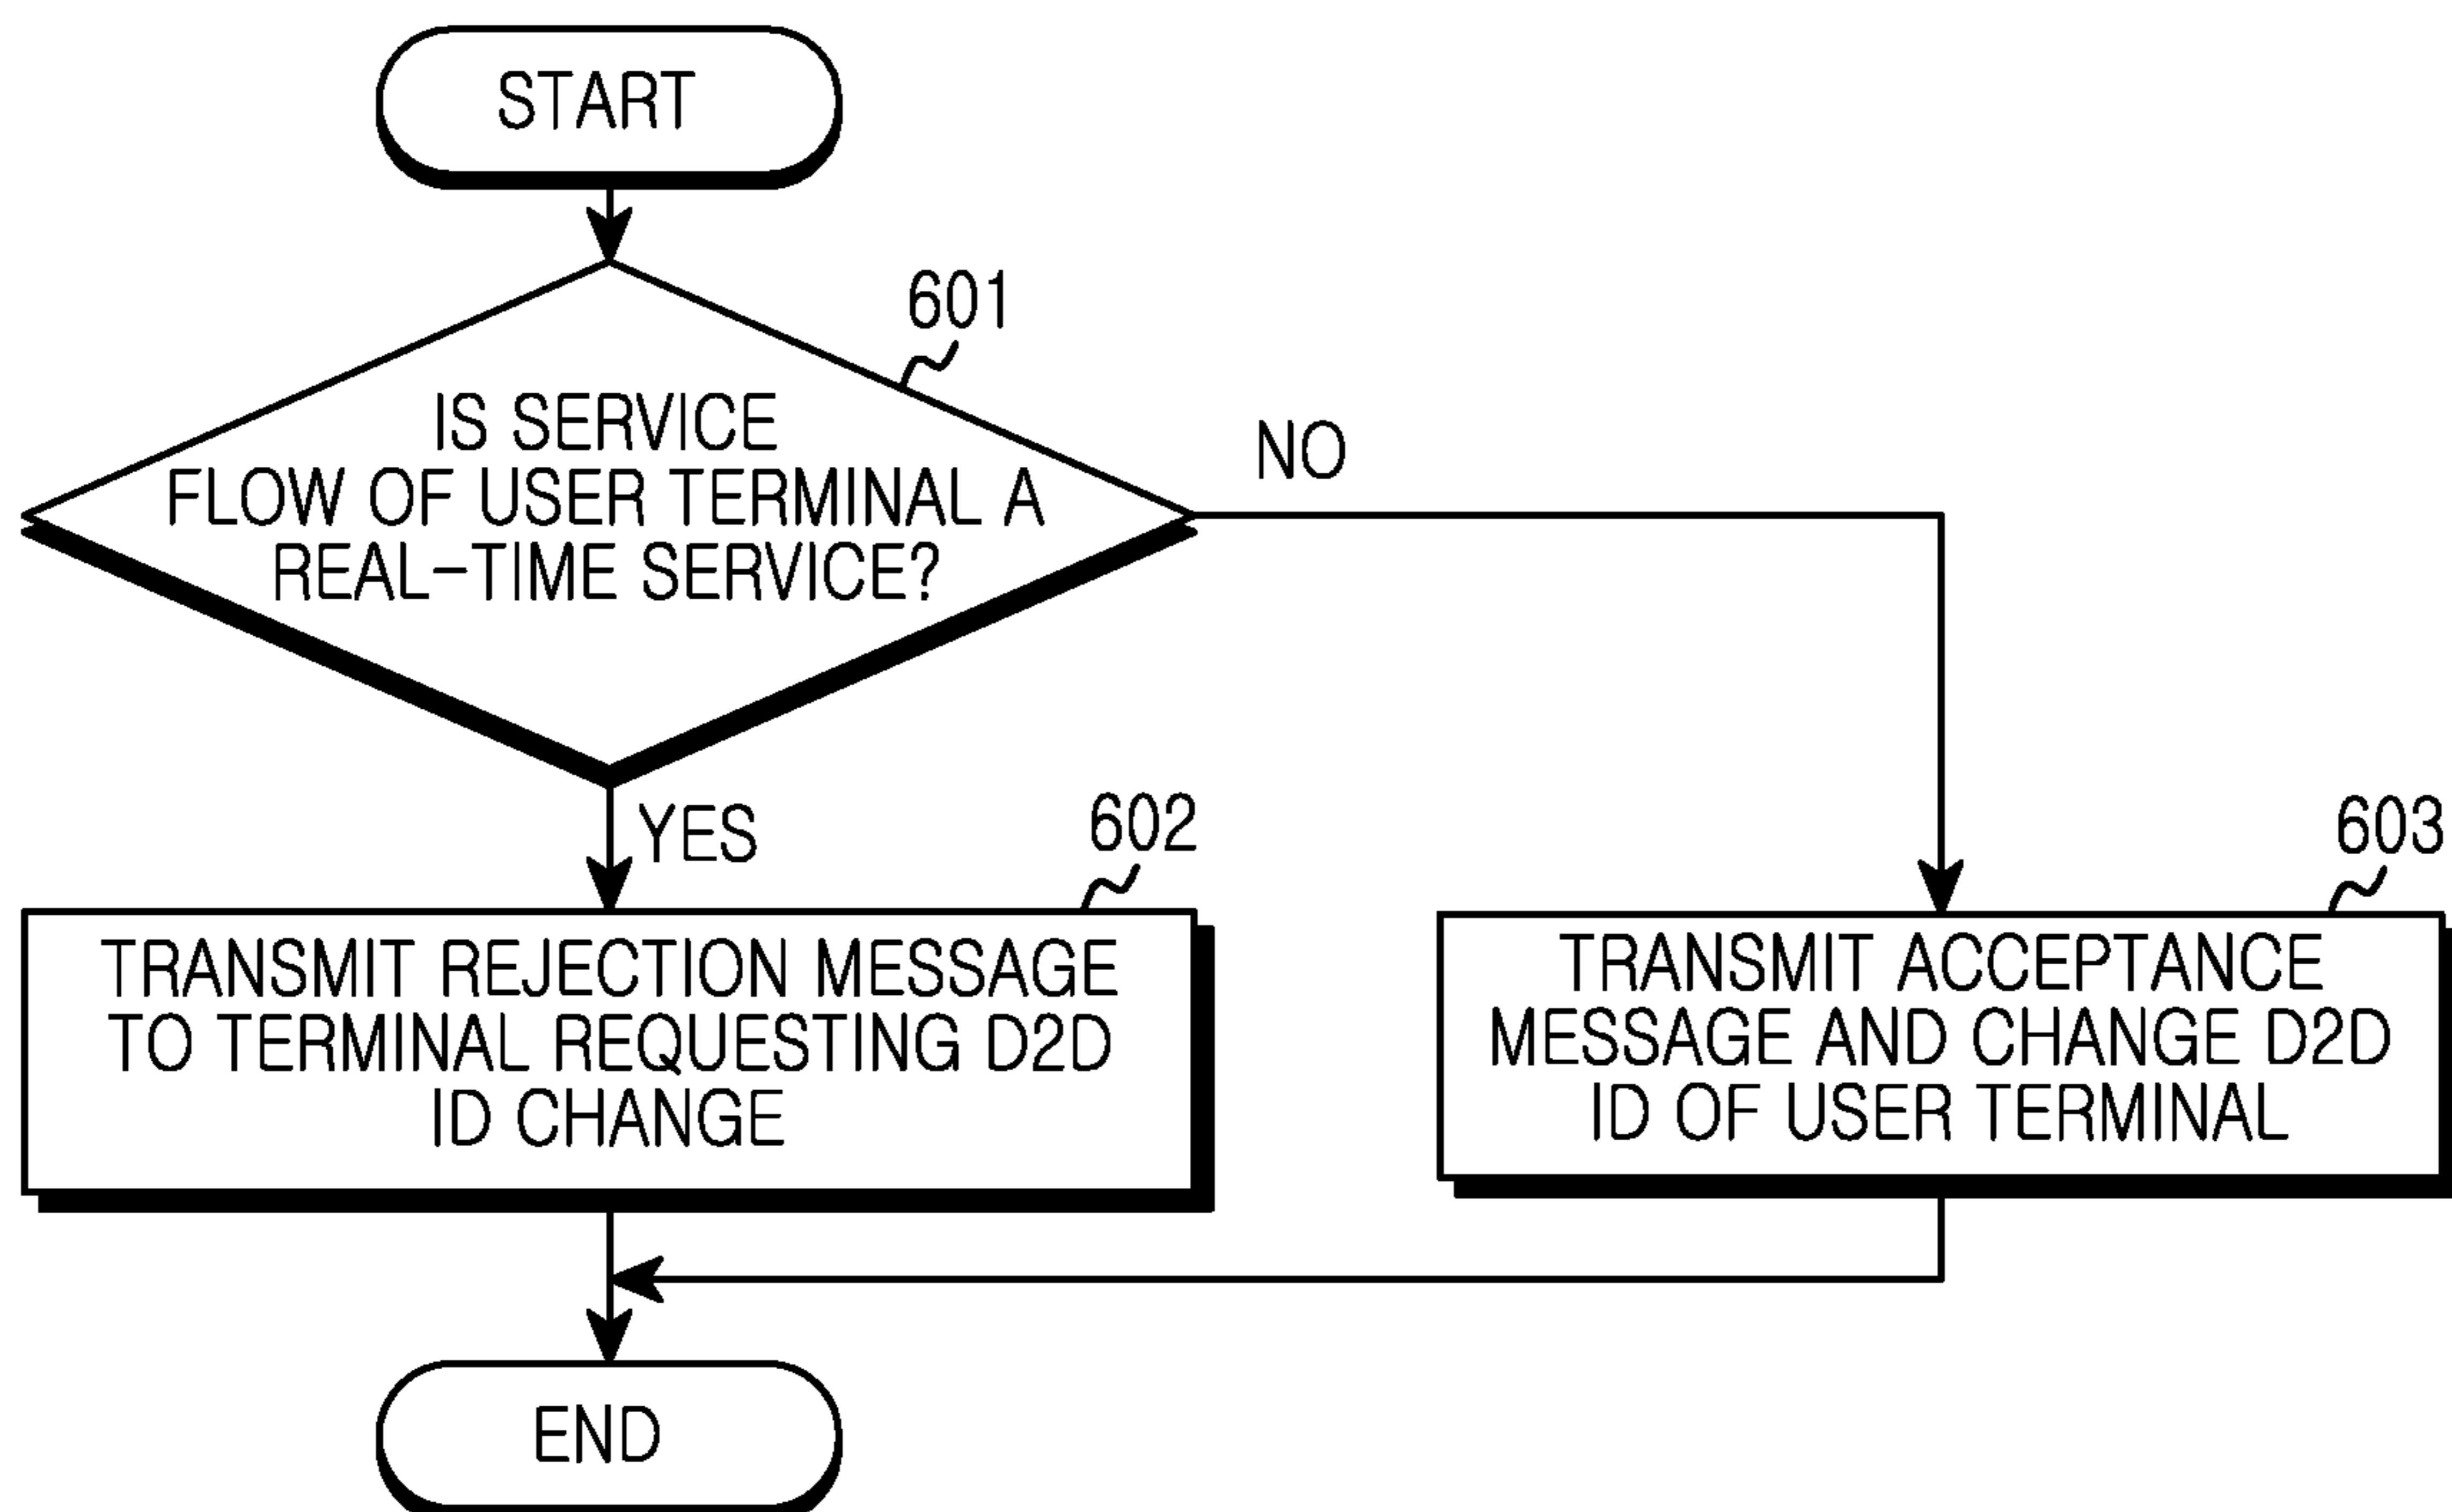 START
601
IS SERVICE
FLOW OF USER TERMINAL A
REAL-TIME SERVICE?
NO
YES
602
TRANSMIT REJECTION MESSAGE
TO TERMINAL REQUESTING D2D
ID CHANGE
603
TRANSMIT ACCEPTANCE
MESSAGE AND CHANGE D2D
ID OF USER TERMINAL
END